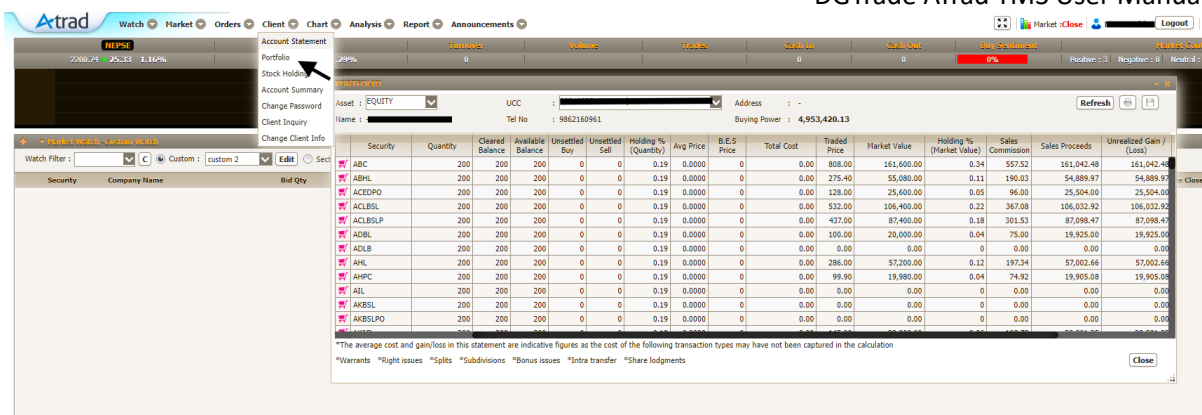 DGTrade Atrad TMS User Manua
Atrad Watch Market Orders Client Chart Analysis Report Announcements Market :Close Logout
NEPSE Turnover Volume Trades Cash In Cash Out Buy Sentiment
2200.74 25.33 1.16% .29% 0 0 0 0% Positive : 3 Negative : 0 Neutral :
Account Statement
Portfolio
Stock Holding
Account Summary
Change Password
Client Inquiry
Change Client Info
PORTFOLIO
Asset : EQUITY UCC : Address : - Refresh
Name : Tel No : 9862160961 Buying Power : 4,953,420.13
Market Watch -Custom Watch
Watch Filter : C Custom : custom 2 Edit Sect
Security Company Name Bid Qty
Security Quantity Cleared Balance Available Balance Unsettled Buy Unsettled Sell Holding % (Quantity) Avg Price B.E.S Price Total Cost Traded Price Market Value Holding % (Market Value) Sales Commission Sales Proceeds Unrealized Gain / (Loss)
ABC 200 200 200 0 0 0.19 0.0000 0 0.00 808.00 161,600.00 0.34 557.52 161,042.48 161,042.48
ABHL 200 200 200 0 0 0.19 0.0000 0 0.00 275.40 55,080.00 0.11 190.03 54,889.97 54,889.97
ACEDPO 200 200 200 0 0 0.19 0.0000 0 0.00 128.00 25,600.00 0.05 96.00 25,504.00 25,504.00
ACLBSL 200 200 200 0 0 0.19 0.0000 0 0.00 532.00 106,400.00 0.22 367.08 106,032.92 106,032.92
ACLBSLP 200 200 200 0 0 0.19 0.0000 0 0.00 437.00 87,400.00 0.18 301.53 87,098.47 87,098.47
ADBL 200 200 200 0 0 0.19 0.0000 0 0.00 100.00 20,000.00 0.04 75.00 19,925.00 19,925.00
ADLB 200 200 200 0 0 0.19 0.0000 0 0.00 0.00 0.00 0 0.00 0.00 0.00
AHL 200 200 200 0 0 0.19 0.0000 0 0.00 286.00 57,200.00 0.12 197.34 57,002.66 57,002.66
AHPC 200 200 200 0 0 0.19 0.0000 0 0.00 99.90 19,980.00 0.04 74.92 19,905.08 19,905.08
AIL 200 200 200 0 0 0.19 0.0000 0 0.00 0.00 0.00 0 0.00 0.00 0.00
AKBSL 200 200 200 0 0 0.19 0.0000 0 0.00 0.00 0.00 0 0.00 0.00 0.00
AKBSLPO 200 200 200 0 0 0.19 0.0000 0 0.00 0.00 0.00 0 0.00 0.00 0.00
*The average cost and gain/loss in this statement are indicative figures as the cost of the following transaction types may have not been captured in the calculation
*Warrants *Right issues *Splits *Subdivisions *Bonus issues *Intra transfer *Share lodgments Close